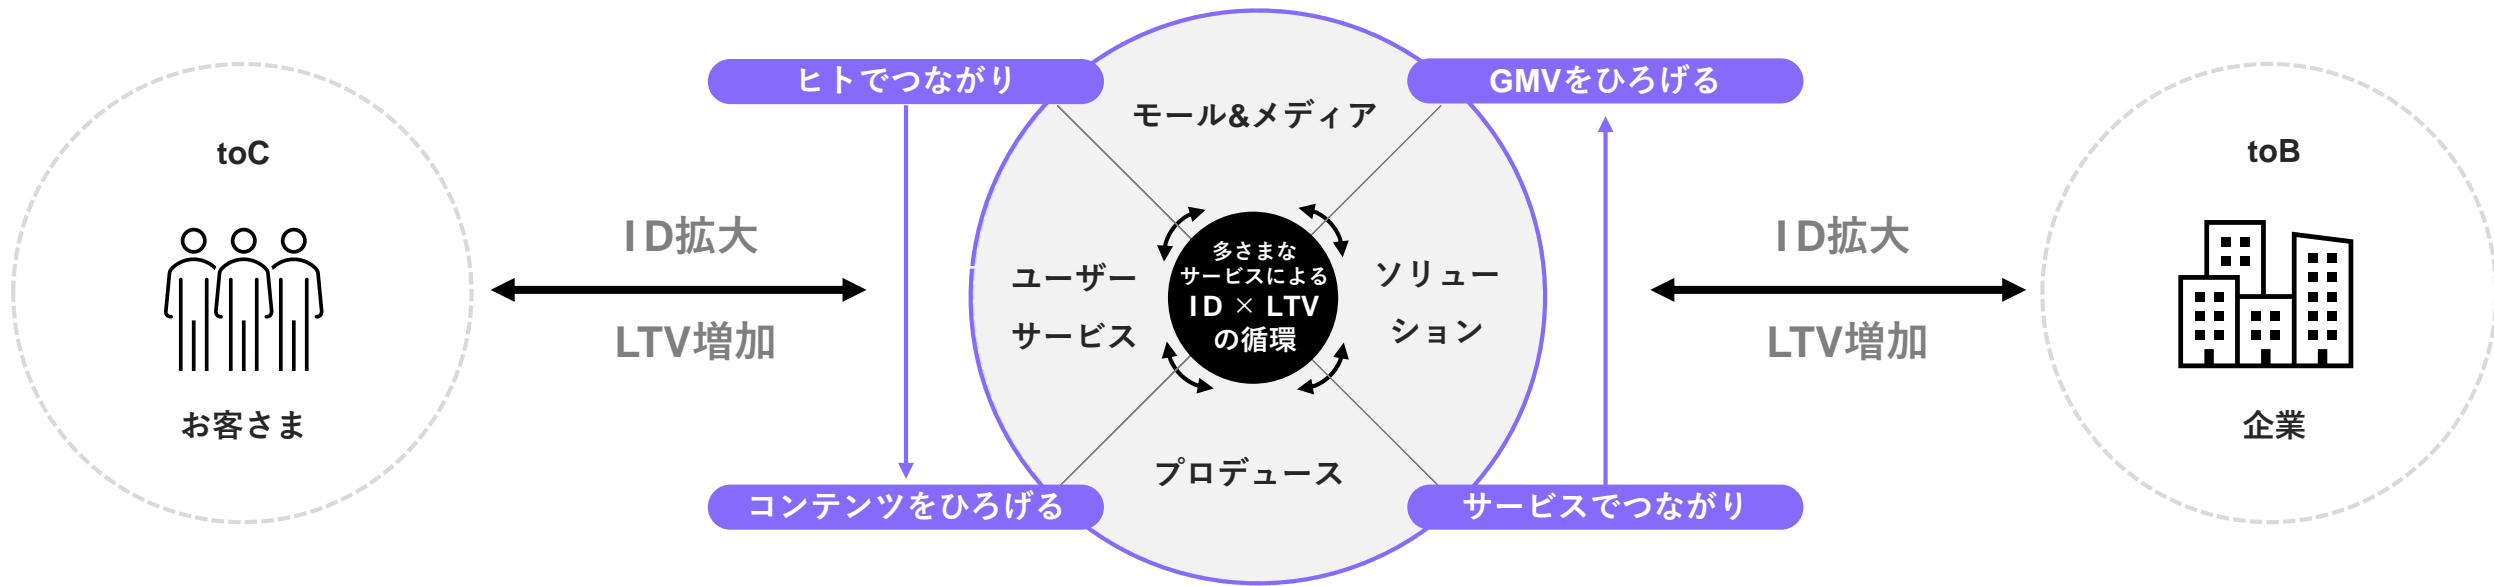 toC
お客さま
ID拡大
LTV増加
ヒトでつながり
コンテンツをひろげる
モール&メディア
ユーザー
サービス
多さまな
サービスによる
ID × LTV
の循環
ソリュー
ション
プロデュース
GMVをひろげる
サービスでつながり
ID拡大
LTV増加
toB
企業